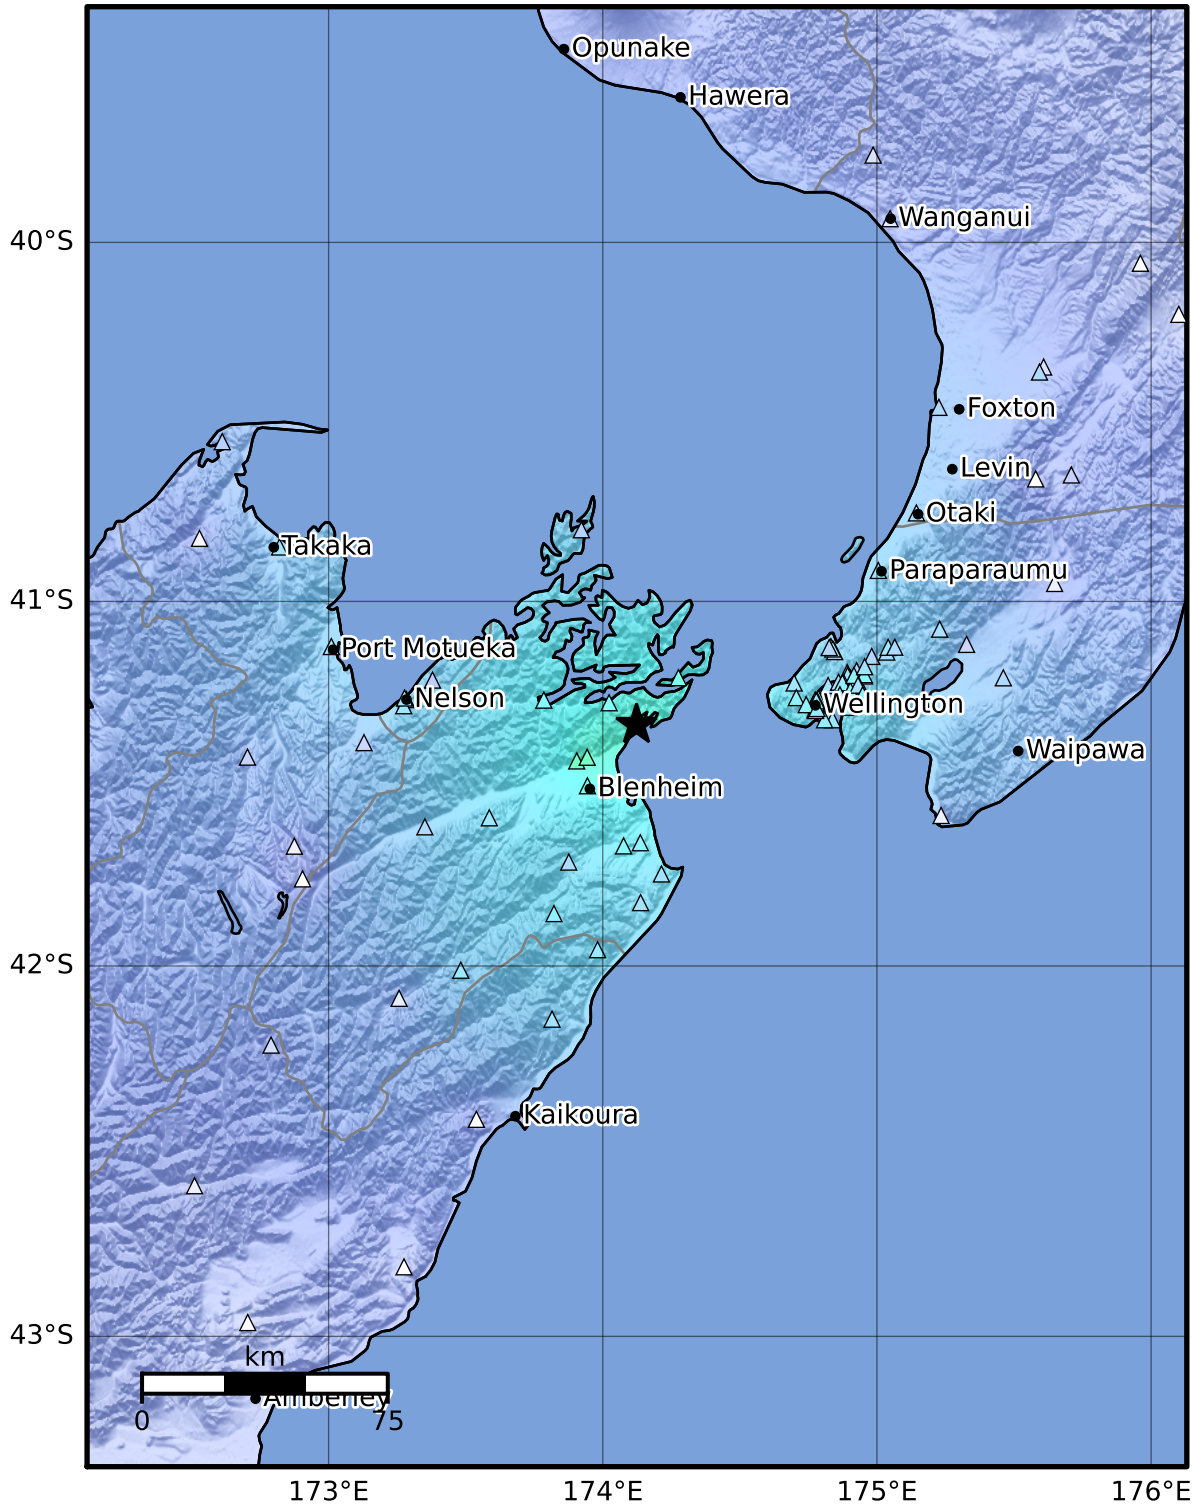 Opunake
Hawera
Wanganui
40°S
Foxton
Levin
Otaki
Takaka
Paraparaumu
41°S
Port Motueka
Nelson
Wellington
Waipawa
Blenheim
42°S
Kaikoura
43°S
km
Amberley
0 75
173°E 174°E 175°E 176°E